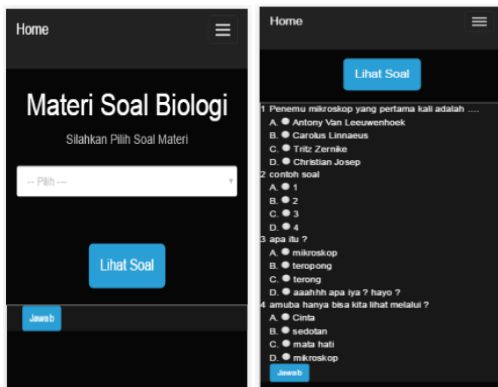 Home
Materi Soal Biologi
Silahkan Pilih Soal Materi
-- Pilih ---
Lihat Soal
Jawab
Home
Lihat Soal
1 Penemu mikroskop yang pertama kali adalah ....
A. Antony Van Leeuwenhoek
B. Carolus Linnaeus
C. Tritz Zernike
D. Christian Josep
2 contoh soal
A. 1
B. 2
C. 3
D. 4
3 apa itu ?
A. mikroskop
B. teropong
C. terong
D. aaahhh apa iya ? hayo ?
4 amuba hanya bisa kita lihat melalui ?
A. Cinta
B. sedotan
C. mata hati
D. mikroskop
Jawab